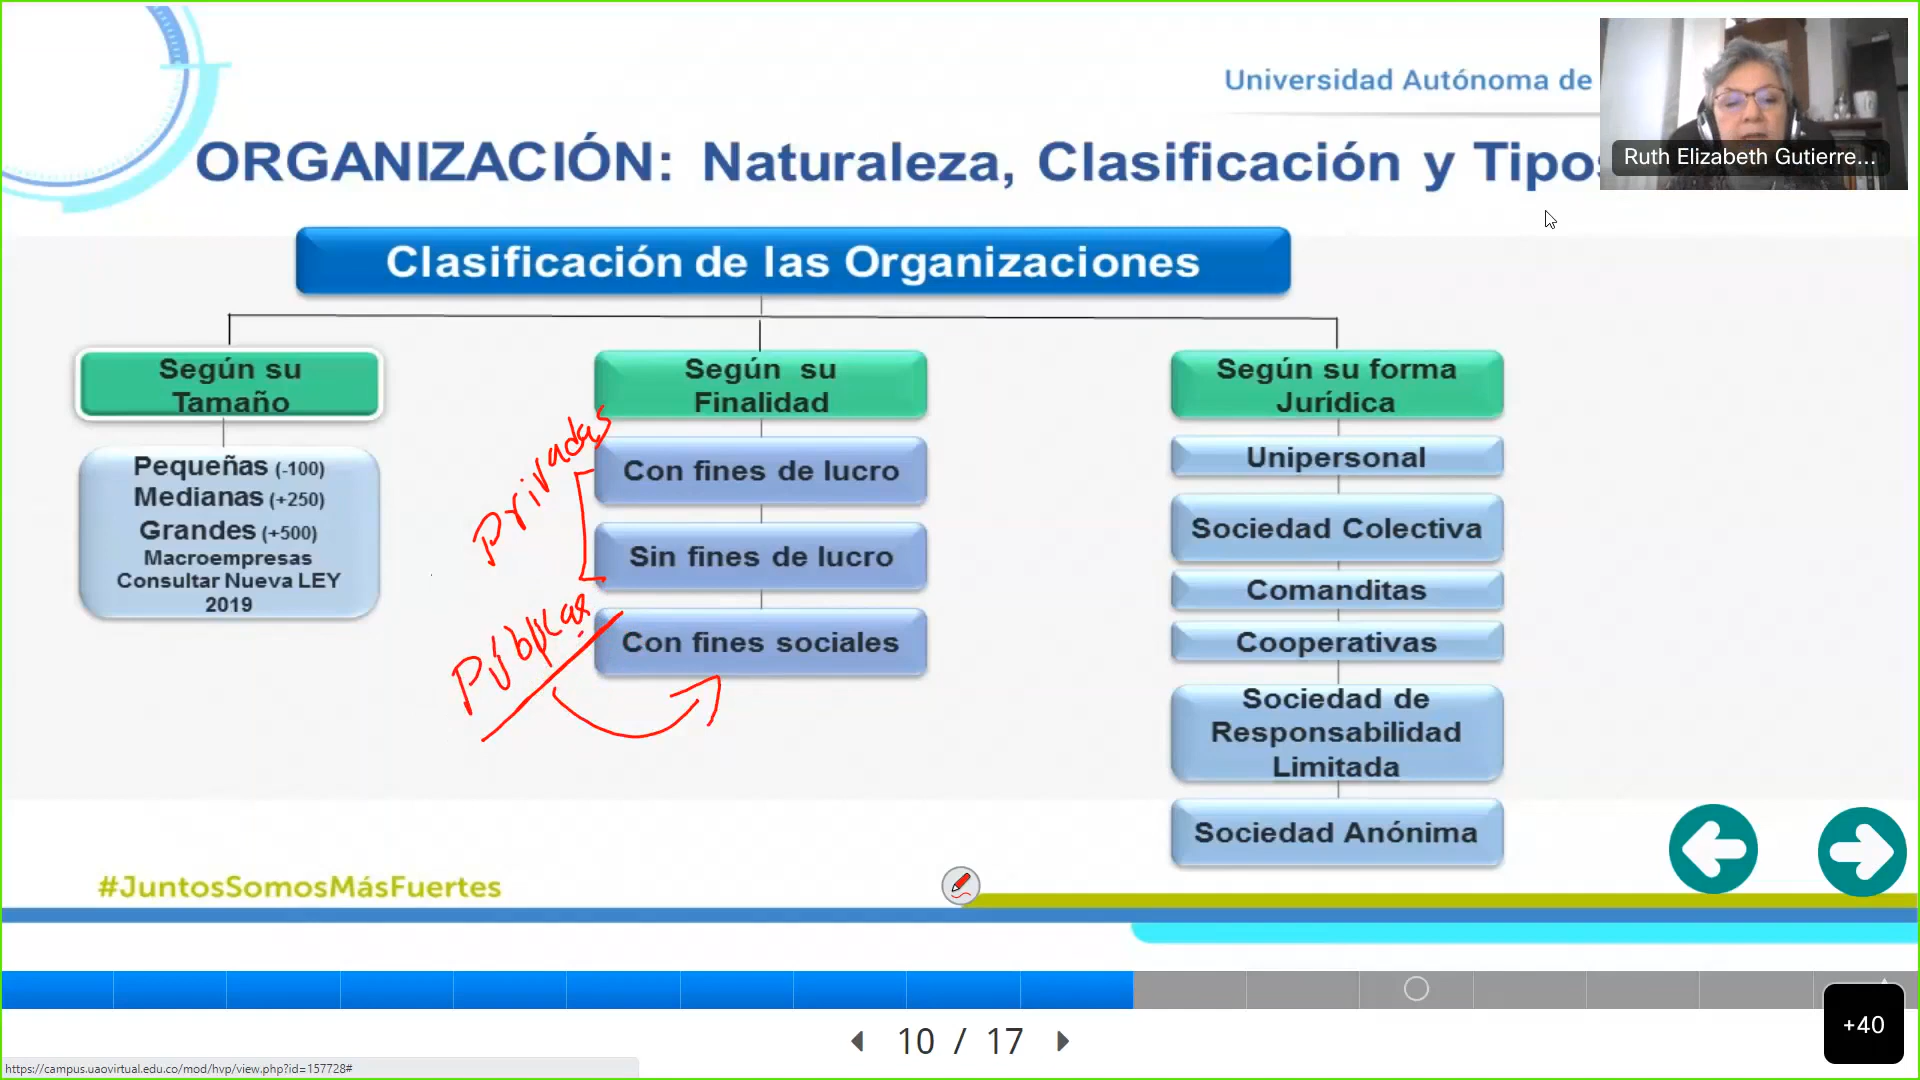 Universidad Autónoma de
Ruth Elizabeth Gutierre...
ORGANIZACIÓN: Naturaleza, Clasificación y Tipos
Clasificación de las Organizaciones
Según su
Tamaño
Pequeñas (-100)
Medianas (+250)
Grandes (+500)
Macroempresas
Consultar Nueva LEY
2019
Según su
Finalidad
Privadas
Con fines de lucro
Sin fines de lucro
Públicas
Con fines sociales
Según su forma
Jurídica
Unipersonal
Sociedad Colectiva
Comanditas
Cooperativas
Sociedad de
Responsabilidad
Limitada
Sociedad Anónima
#JuntosSomosMásFuertes
10 / 17
+40
https://campus.uaovirtual.edu.co/mod/hvp/view.php?id=157728#